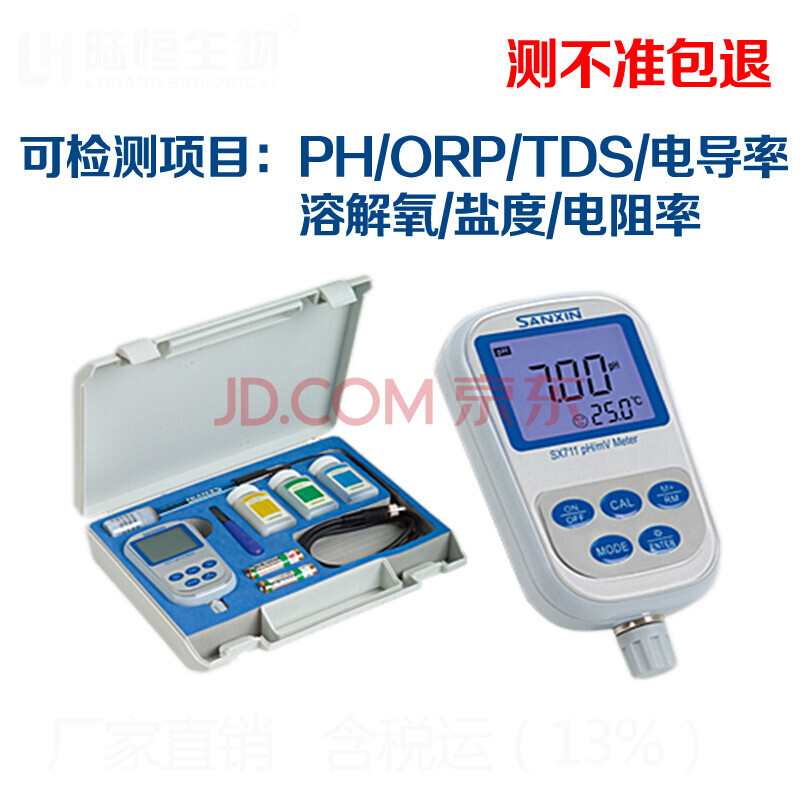 LH 陆恒生物
LOHAND BIOLOGICAL
测不准包退
可检测项目：PH/ORP/TDS/电导率
溶解氧/盐度/电阻率
SANXIN
pH
7.00 pH
25.0℃
SX711 pH/mV Meter
JD.COM 京东
ON/OFF
CAL
M+/RM
MODE
ENTER
厂家直销 含税运（13%）